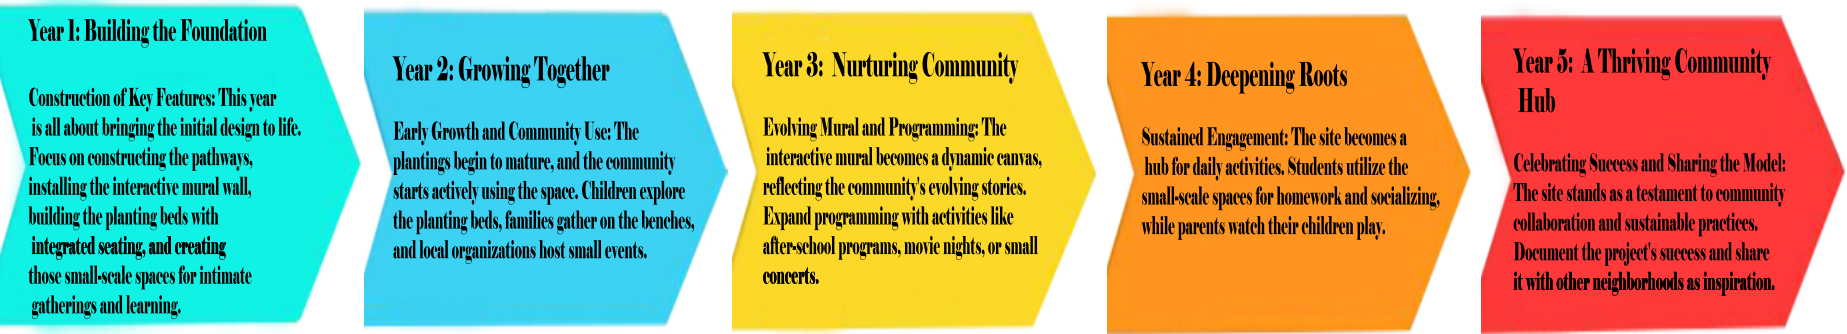 Year 1: Building the Foundation
Construction of Key Features: This year
is all about bringing the initial design to life.
Focus on constructing the pathways,
installing the interactive mural wall,
building the planting beds with
integrated seating, and creating
those small-scale spaces for intimate
gatherings and learning.
Year 2: Growing Together
Early Growth and Community Use: The
plantings begin to mature, and the community
starts actively using the space. Children explore
the planting beds, families gather on the benches,
and local organizations host small events.
Year 3: Nurturing Community
Evolving Mural and Programming: The
interactive mural becomes a dynamic canvas,
reflecting the community's evolving stories.
Expand programming with activities like
after-school programs, movie nights, or small
concerts.
Year 4: Deepening Roots
Sustained Engagement: The site becomes a
hub for daily activities. Students utilize the
small-scale spaces for homework and socializing,
while parents watch their children play.
Year 5: A Thriving Community
Hub
Celebrating Success and Sharing the Model:
The site stands as a testament to community
collaboration and sustainable practices.
Document the project's success and share
it with other neighborhoods as inspiration.